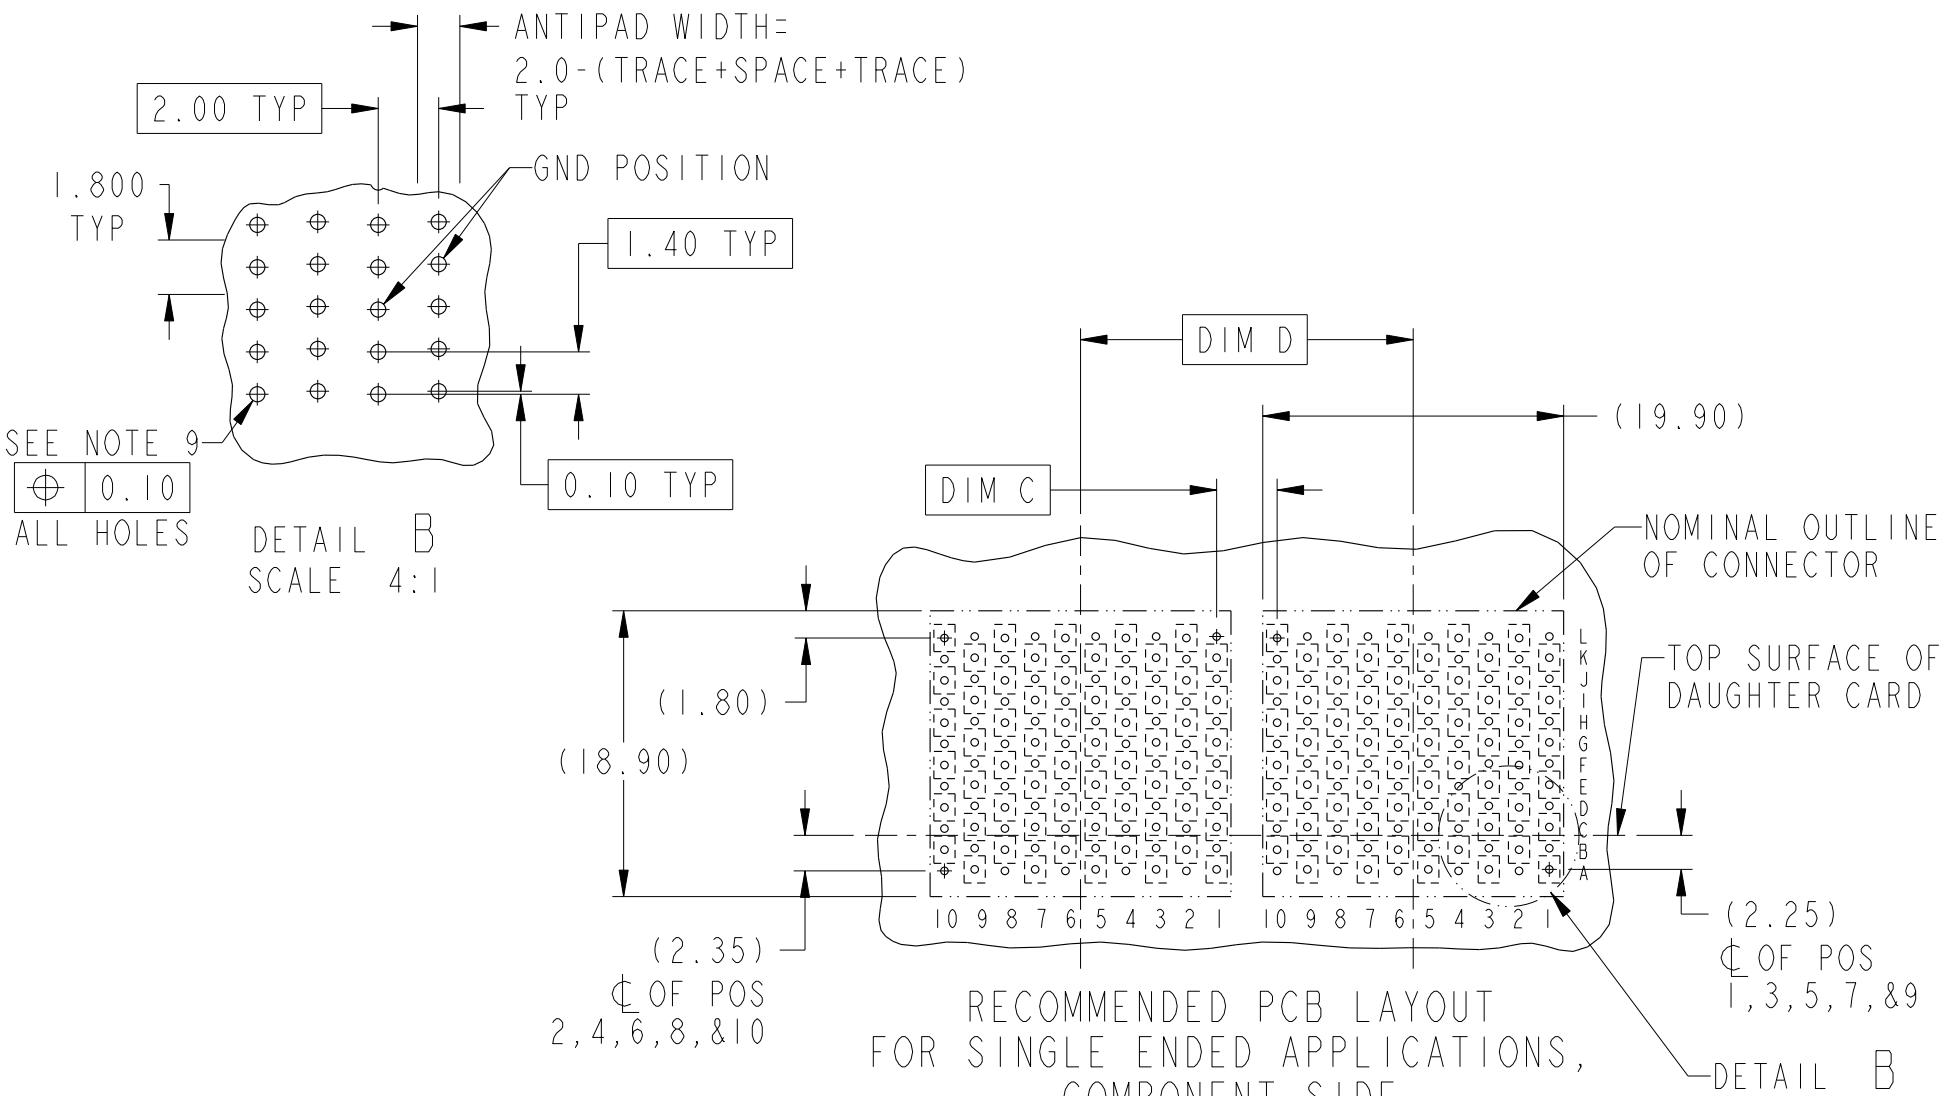 ANTIPAD WIDTH=
2.0-(TRACE+SPACE+TRACE)
TYP
2.00 TYP
GND POSITION
1.800
TYP
1.40 TYP
SEE NOTE 9
0.10
ALL HOLES
0.10 TYP
DETAIL B
SCALE 4:1
DIM D
(19.90)
DIM C
NOMINAL OUTLINE
OF CONNECTOR
TOP SURFACE OF
DAUGHTER CARD
(1.80)
(18.90)
L
K
J
I
H
G
F
E
D
C
B
A
10 9 8 7 6 5 4 3 2 1
10 9 8 7 6 5 4 3 2 1
(2.35)
℄ OF POS
2,4,6,8,&10
(2.25)
℄ OF POS
1,3,5,7,&9
RECOMMENDED PCB LAYOUT
FOR SINGLE ENDED APPLICATIONS,
COMPONENT SIDE
DETAIL B